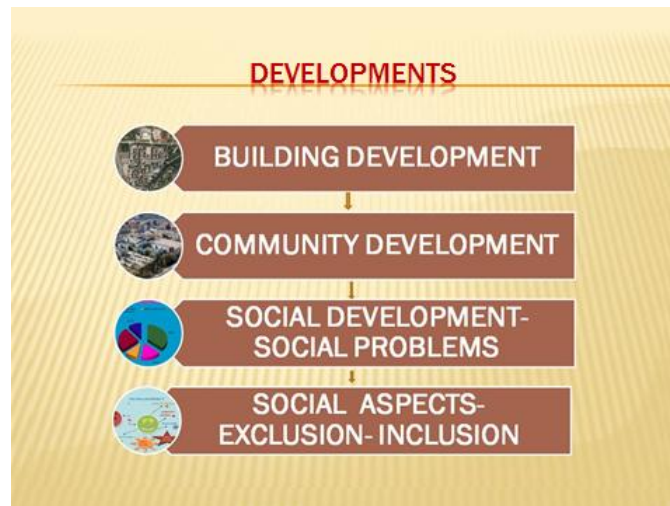 DEVELOPMENTS
BUILDING DEVELOPMENT
COMMUNITY DEVELOPMENT
SOCIAL DEVELOPMENT-
SOCIAL PROBLEMS
SOCIAL ASPECTS-
EXCLUSION- INCLUSION